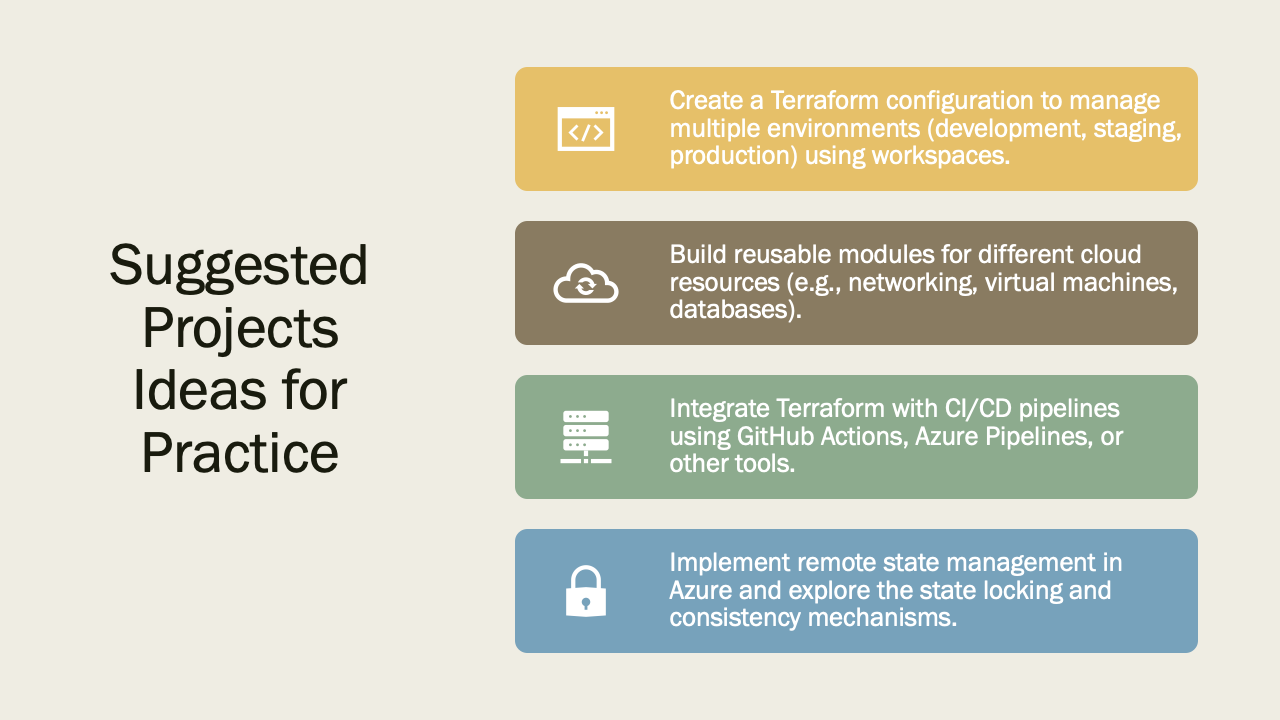 Suggested
Projects
Ideas for
Practice
Create a Terraform configuration to manage
multiple environments (development, staging,
production) using workspaces.
Build reusable modules for different cloud
resources (e.g., networking, virtual machines,
databases).
Integrate Terraform with CI/CD pipelines
using GitHub Actions, Azure Pipelines, or
other tools.
Implement remote state management in
Azure and explore the state locking and
consistency mechanisms.